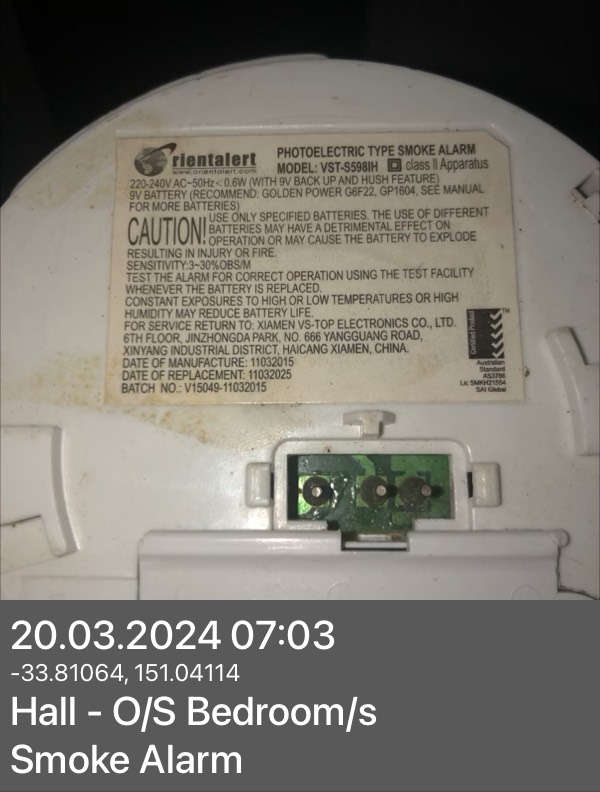 rientalert
www.orientalert.com
PHOTOELECTRIC TYPE SMOKE ALARM
MODEL: VST-S598IH class II Apparatus
220-240V AC~50Hz<0.6W (WITH 9V BACK UP AND HUSH FEATURE)
9V BATTERY (RECOMMEND: GOLDEN POWER G6F22, GP1604, SEE MANUAL
FOR MORE BATTERIES)
CAUTION! USE ONLY SPECIFIED BATTERIES. THE USE OF DIFFERENT
BATTERIES MAY HAVE A DETRIMENTAL EFFECT ON
OPERATION OR MAY CAUSE THE BATTERY TO EXPLODE
RESULTING IN INJURY OR FIRE.
SENSITIVITY:3~30%OBS/M
TEST THE ALARM FOR CORRECT OPERATION USING THE TEST FACILITY
WHENEVER THE BATTERY IS REPLACED.
CONSTANT EXPOSURES TO HIGH OR LOW TEMPERATURES OR HIGH
HUMIDITY MAY REDUCE BATTERY LIFE.
FOR SERVICE RETURN TO: XIAMEN VS-TOP ELECTRONICS CO., LTD.
6TH FLOOR, JINZHONGDA PARK, NO. 666 YANGGUANG ROAD,
XINYANG INDUSTRIAL DISTRICT, HAICANG XIAMEN, CHINA.
DATE OF MANUFACTURE: 11032015
DATE OF REPLACEMENT: 11032025
BATCH NO.: V15049-11032015
Certified Product
TM
Australian
Standard
AS3786
Lic 5MKH21554
SAI Global
20.03.2024 07:03
-33.81064, 151.04114
Hall - O/S Bedroom/s
Smoke Alarm